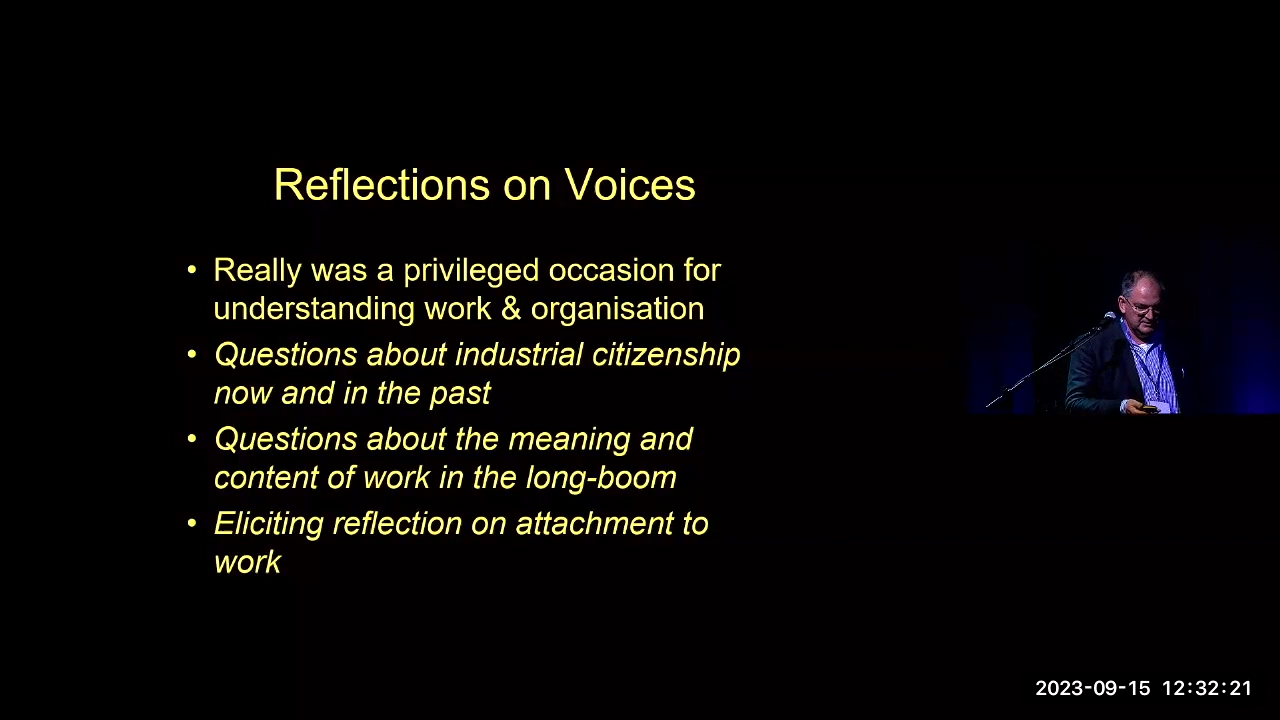 Reflections on Voices
• Really was a privileged occasion for
understanding work & organisation
• Questions about industrial citizenship
now and in the past
• Questions about the meaning and
content of work in the long-boom
• Eliciting reflection on attachment to
work
2023-09-15 12:32:21